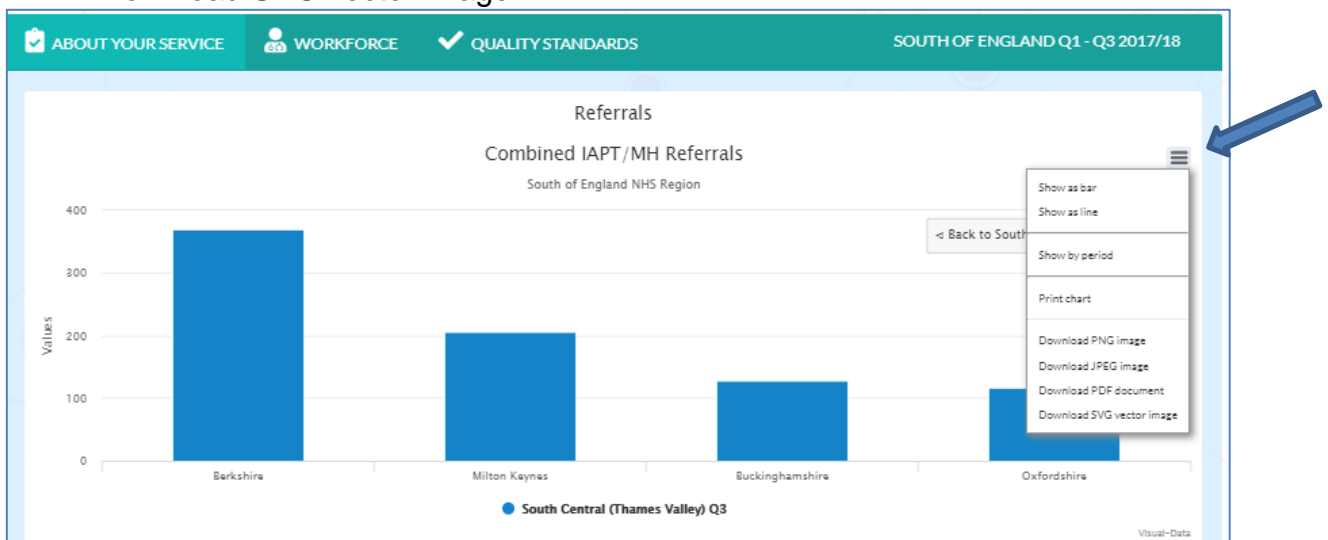 ABOUT YOUR SERVICE WORKFORCE QUALITY STANDARDS SOUTH OF ENGLAND Q1 - Q3 2017/18
Referrals
Combined IAPT/MH Referrals
South of England NHS Region
Show as bar
Show as line
< Back to South
Show by period
Print chart
Download PNG image
Download JPEG image
Download PDF document
Download SVG vector image
400
300
200
100
0
Values
Berkshire Milton Keynes Buckinghamshire Oxfordshire
South Central (Thames Valley) Q3
Visual-Data